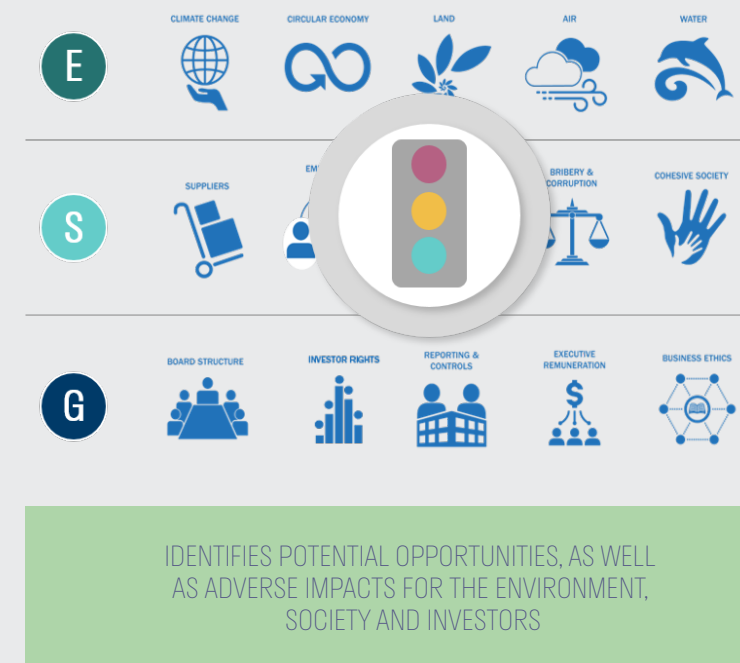 CLIMATE CHANGE
CIRCULAR ECONOMY
LAND
AIR
WATER
E
SUPPLIERS
EM
BRIBERY &
CORRUPTION
COHESIVE SOCIETY
S
BOARD STRUCTURE
INVESTOR RIGHTS
REPORTING &
CONTROLS
EXECUTIVE
REMUNERATION
BUSINESS ETHICS
G
$
IDENTIFIES POTENTIAL OPPORTUNITIES, AS WELL
AS ADVERSE IMPACTS FOR THE ENVIRONMENT,
SOCIETY AND INVESTORS